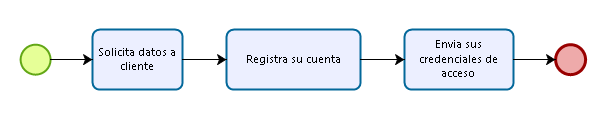 Solicita datos a
cliente
Registra su cuenta
Envia sus
credenciales de
acceso